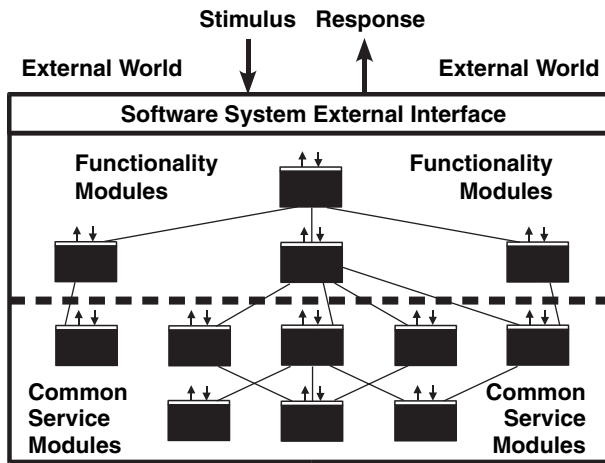 Stimulus Response
External World External World
Software System External Interface
Functionality
Modules
Functionality
Modules
Common
Service
Modules
Common
Service
Modules